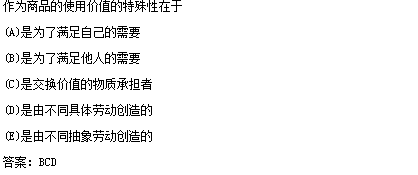 作为商品的使用价值的特殊性在于
(A)是为了满足自己的需要
(B)是为了满足他人的需要
(C)是交换价值的物质承担者
(D)是由不同具体劳动创造的
(E)是由不同抽象劳动创造的
答案：BCD